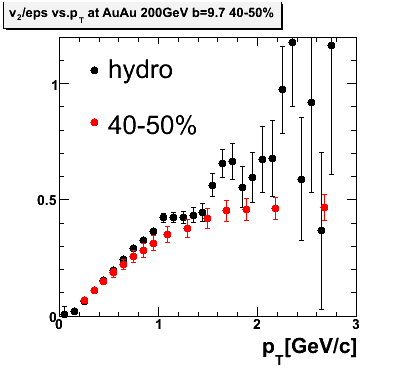 v2/eps vs.pT at AuAu 200GeV b=9.7 40-50%
1
hydro
40-50%
0.5
0
0 1 2 3
pT[GeV/c]